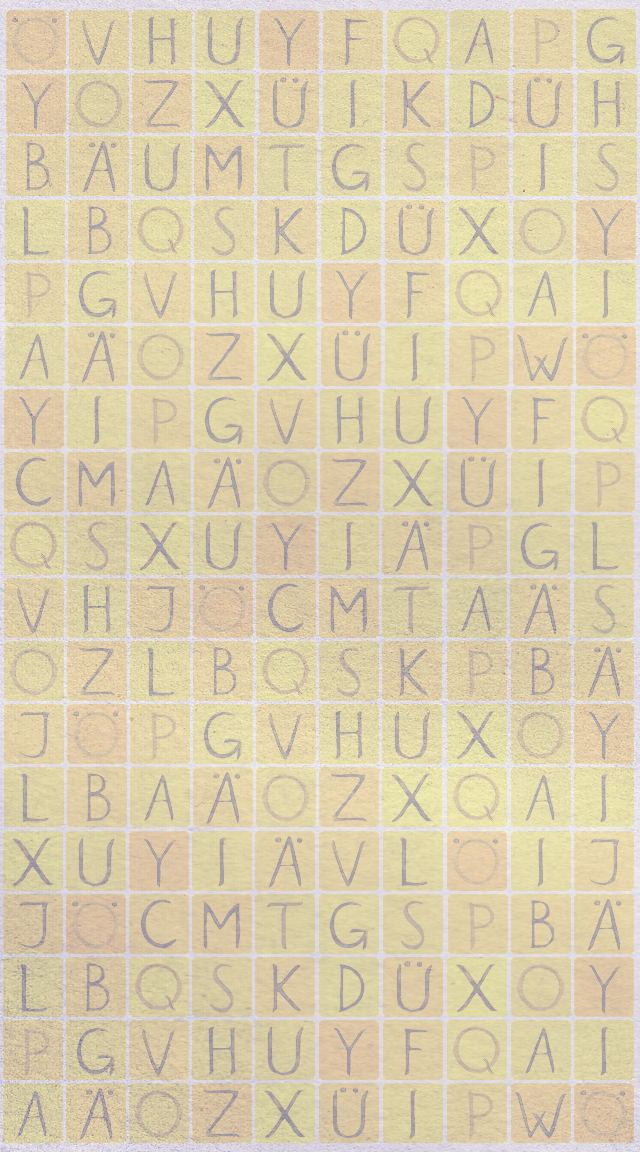 Ö V H U Y F Q A P G
Y O Z X Ü I K D Ü H
B Ä U M T G S P I S
L B Q S K D Ü X O Y
P G V H U Y F Q A I
A Ä O Z X Ü I P W Ö
Y I P G V H U Y F Q
C M A Ä O Z X Ü I P
Q S X U Y I Ä P G L
V H J Ö C M T A Ä S
O Z L B Q S K P B Ä
J Ö P G V H U X O Y
L B A Ä O Z X Q A I
X U Y I Ä V L Ö I J
J Ö C M T G S P B Ä
L B Q S K D Ü X O Y
P G V H U Y F Q A I
A Ä O Z X Ü I P W Ö